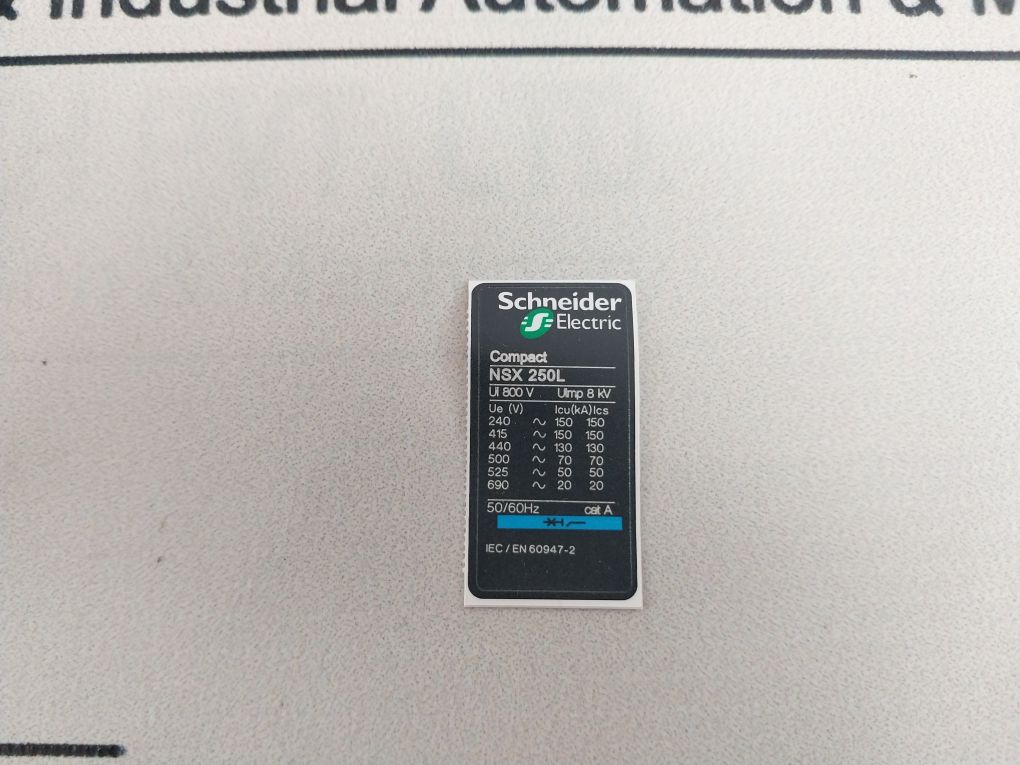 & Industrial Automation & M
Schneider
Electric
Compact
NSX 250L
Ui 800 V Uimp 8 kV
Ue (V) Icu(kA)Ics
240 ~ 150 150
415 ~ 150 150
440 ~ 130 130
500 ~ 70 70
525 ~ 50 50
690 ~ 20 20
50/60Hz cat A
IEC / EN 60947-2